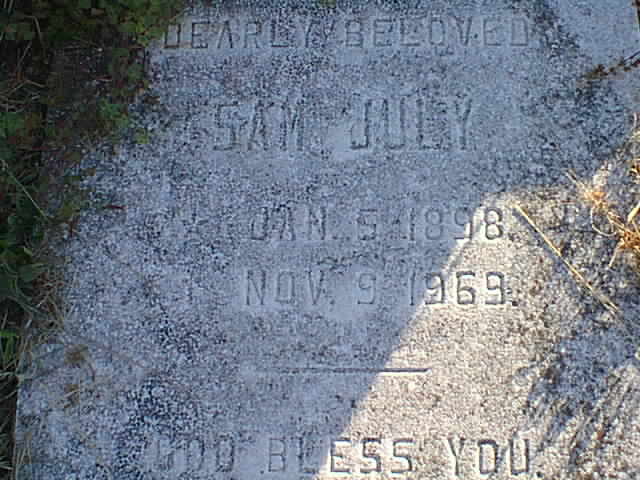 DEARLY BELOVED
SAM JULY
JAN. 5 1898.
NOV. 9 1969.
GOD BLESS YOU.